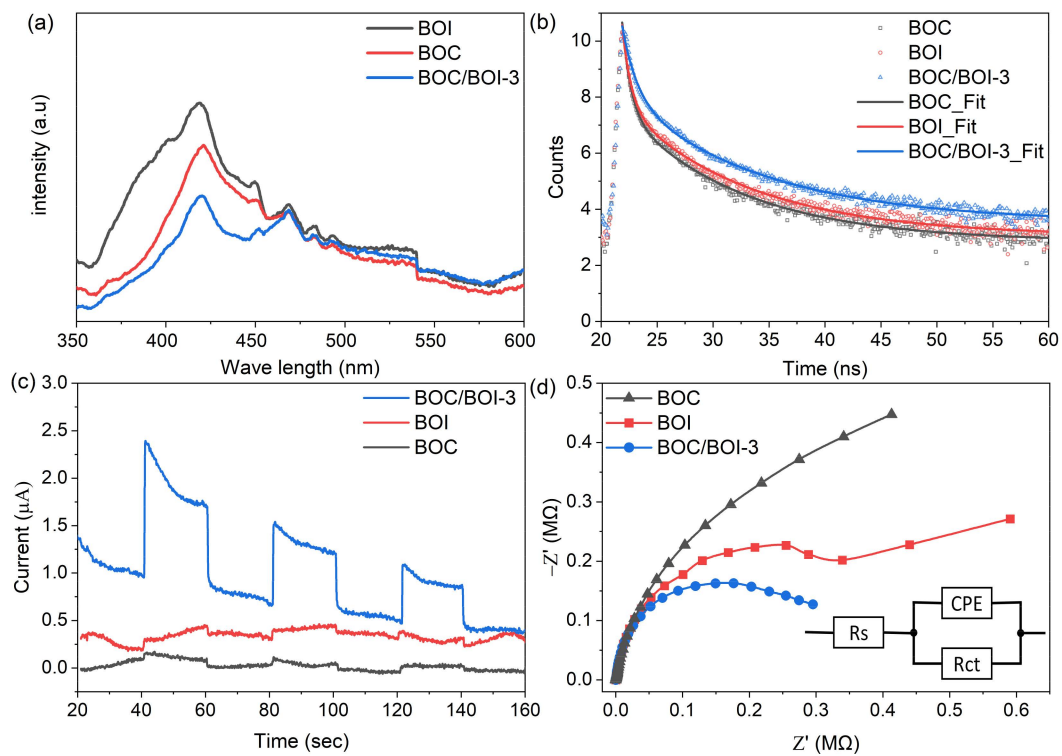 (a)
BOI
BOC
BOC/BOI-3
intensity (a.u)
350 400 450 500 550 600
Wave length (nm)
(b)
BOC
BOI
BOC/BOI-3
BOC_Fit
BOI_Fit
BOC/BOI-3_Fit
Counts
10
8
6
4
2
0
20 25 30 35 40 45 50 55 60
Time (ns)
(c)
BOC/BOI-3
BOI
BOC
Current (μA)
3.0
2.5
2.0
1.5
1.0
0.5
0.0
20 40 60 80 100 120 140 160
Time (sec)
(d)
BOC
BOI
BOC/BOI-3
−Z' (MΩ)
0.5
0.4
0.3
0.2
0.1
0.0
CPE
Rs
Rct
0.0 0.1 0.2 0.3 0.4 0.5 0.6
Z' (MΩ)